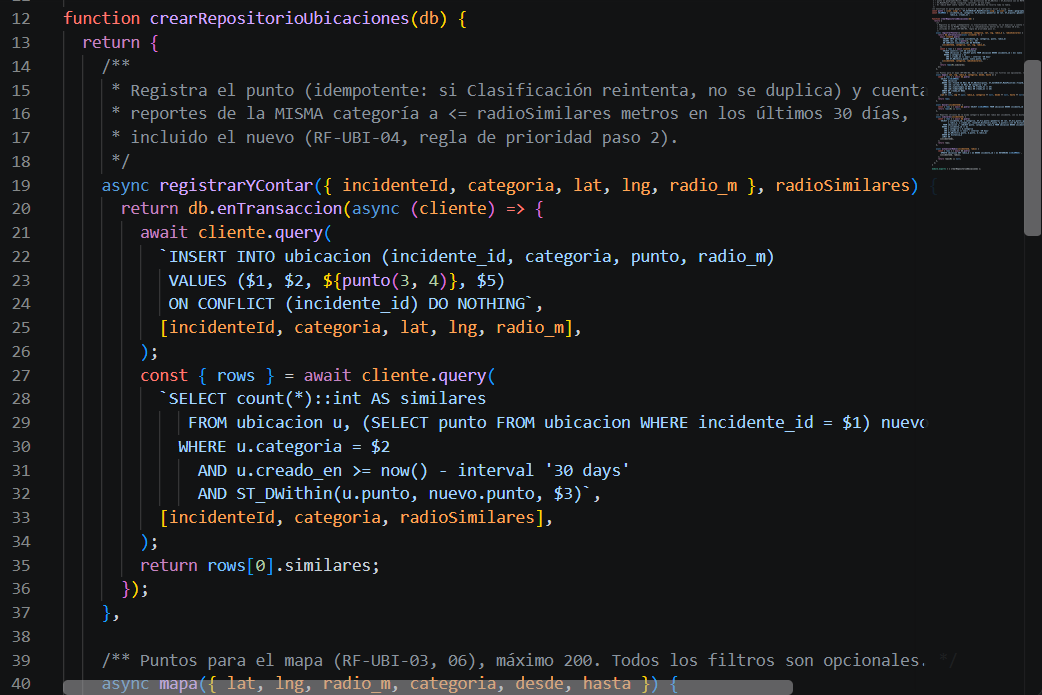 12 function crearRepositorioUbicaciones(db) {
13 return {
14 /**
15 * Registra el punto (idempotente: si Clasificación reintenta, no se duplica) y cuenta
16 * reportes de la MISMA categoría a <= radioSimilares metros en los últimos 30 días,
17 * incluido el nuevo (RF-UBI-04, regla de prioridad paso 2).
18 */
19 async registrarYContar({ incidenteId, categoria, lat, lng, radio_m }, radioSimilares) {
20 return db.enTransaccion(async (cliente) => {
21 await cliente.query(
22 `INSERT INTO ubicacion (incidente_id, categoria, punto, radio_m)
23 VALUES ($1, $2, ${punto(3, 4)}, $5)
24 ON CONFLICT (incidente_id) DO NOTHING`,
25 [incidenteId, categoria, lat, lng, radio_m],
26 );
27 const { rows } = await cliente.query(
28 `SELECT count(*)::int AS similares
29 FROM ubicacion u, (SELECT punto FROM ubicacion WHERE incidente_id = $1) nuevo
30 WHERE u.categoria = $2
31 AND u.creado_en >= now() - interval '30 days'
32 AND ST_DWithin(u.punto, nuevo.punto, $3)`,
33 [incidenteId, categoria, radioSimilares],
34 );
35 return rows[0].similares;
36 });
37 },
38
39 /** Puntos para el mapa (RF-UBI-03, 06), máximo 200. Todos los filtros son opcionales. */
40 async mapa({ lat, lng, radio_m, categoria, desde, hasta }) {